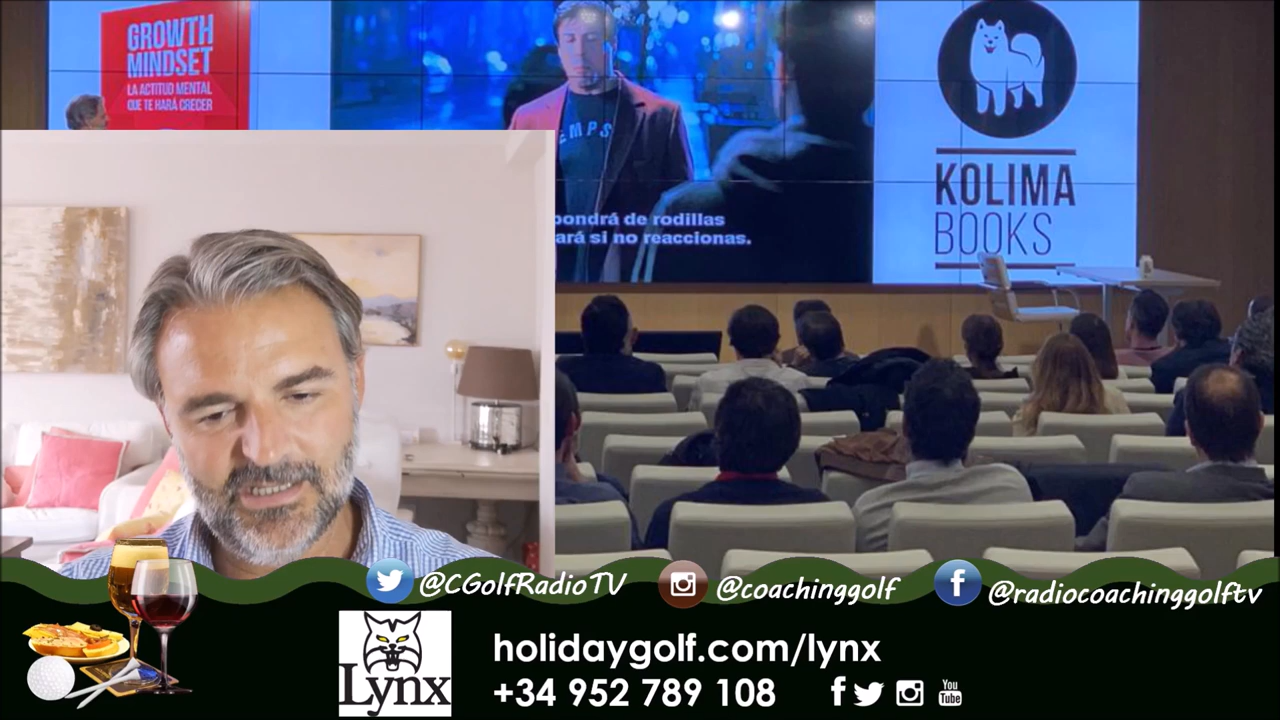 GROWTH
MINDSET
LA ACTITUD MENTAL
QUE TE HARÁ CRECER
EMPS
pondrá de rodillas
ará si no reaccionas.
KOLIMA
BOOKS
@CGolfRadioTV
@coachinggolf
@radiocoachinggolftv
Lynx
holidaygolf.com/lynx
+34 952 789 108
You
Tube